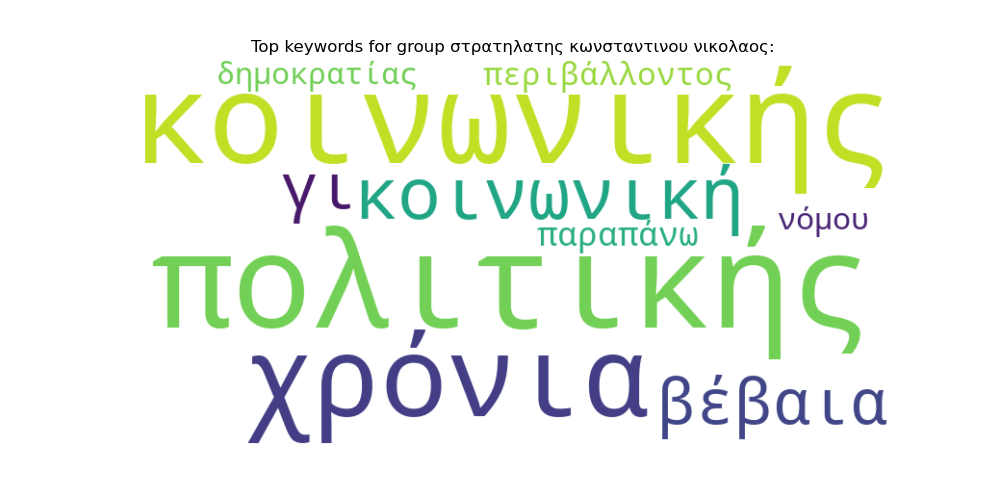 Top keywords for group στρατηλατης κωνσταντινου νικολαος:
δημοκρατίας περιβάλλοντος
κοινωνικής
γι κοινωνική νόμου
παραπάνω
πολιτικής
χρόνια βέβαια